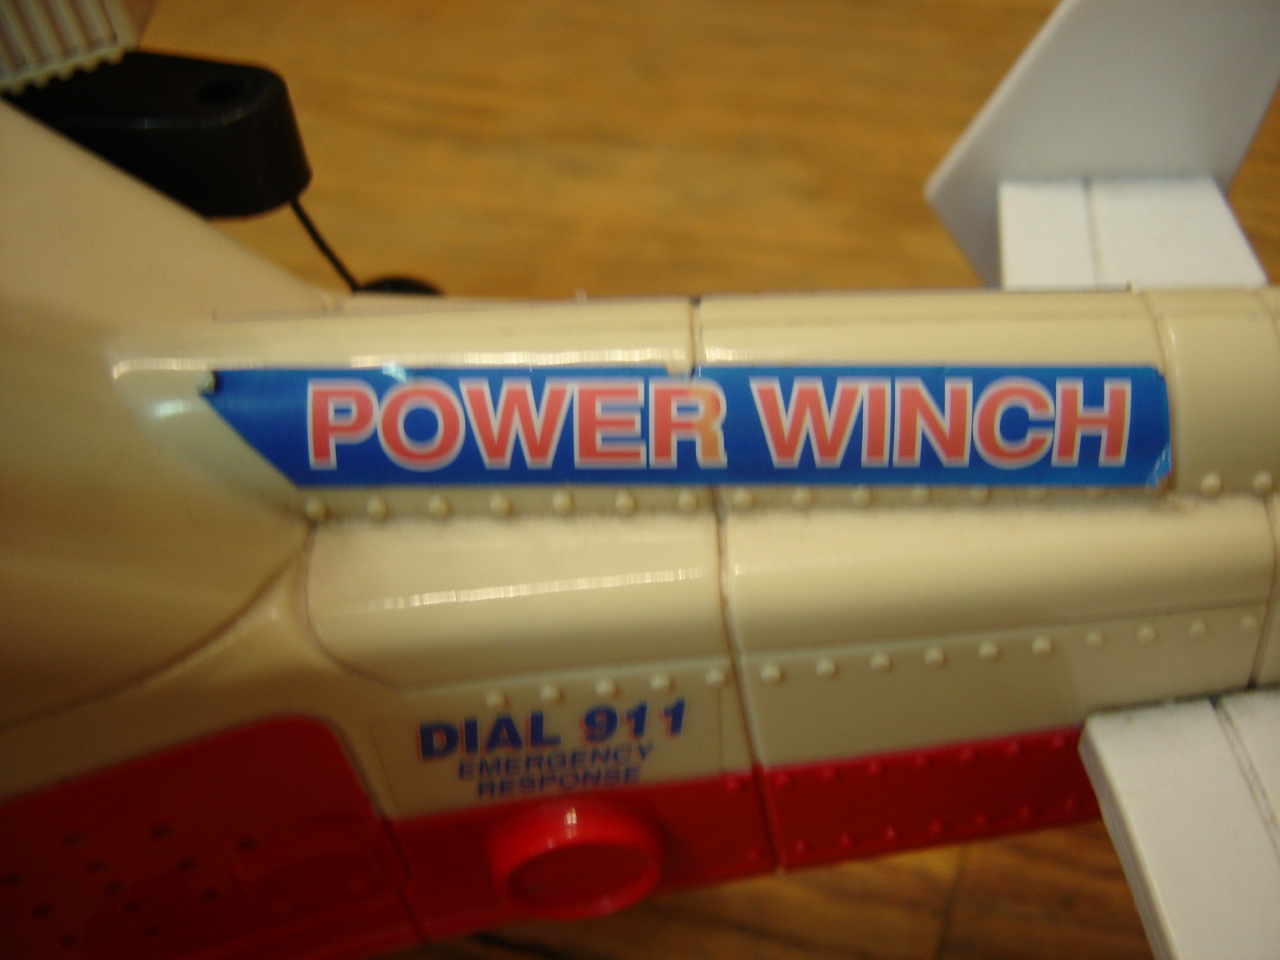 POWER WINCH
DIAL 911
EMERGENCY
RESPONSE